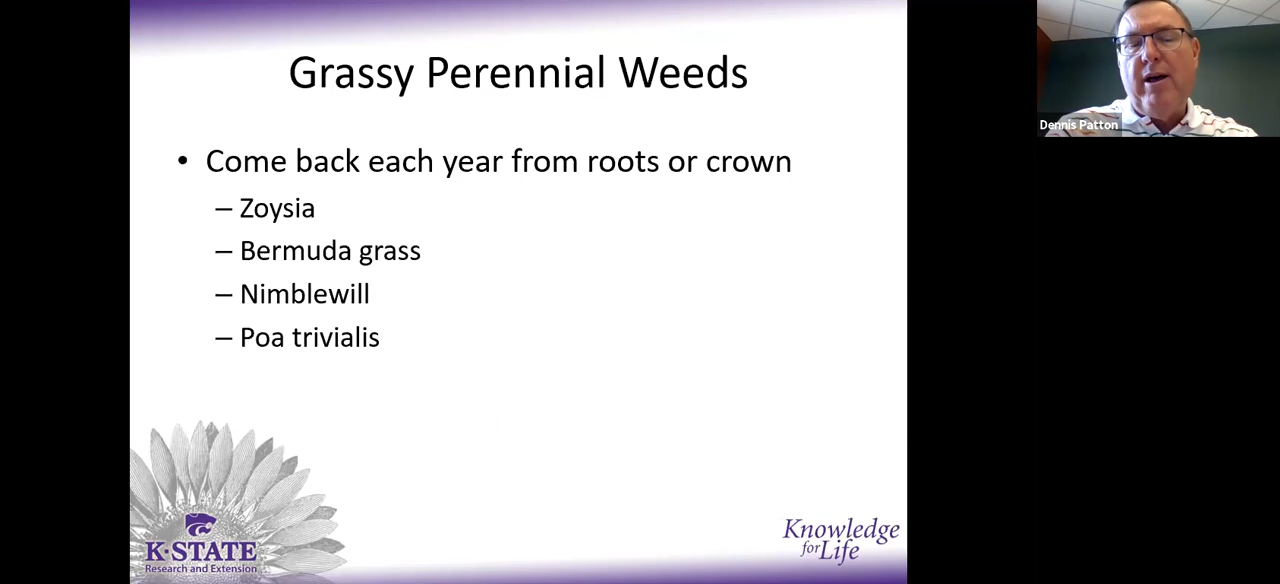 Grassy Perennial Weeds
• Come back each year from roots or crown
– Zoysia
– Bermuda grass
– Nimblewill
– Poa trivialis
K-STATE
Research and Extension
Knowledge
for Life
Dennis Patton